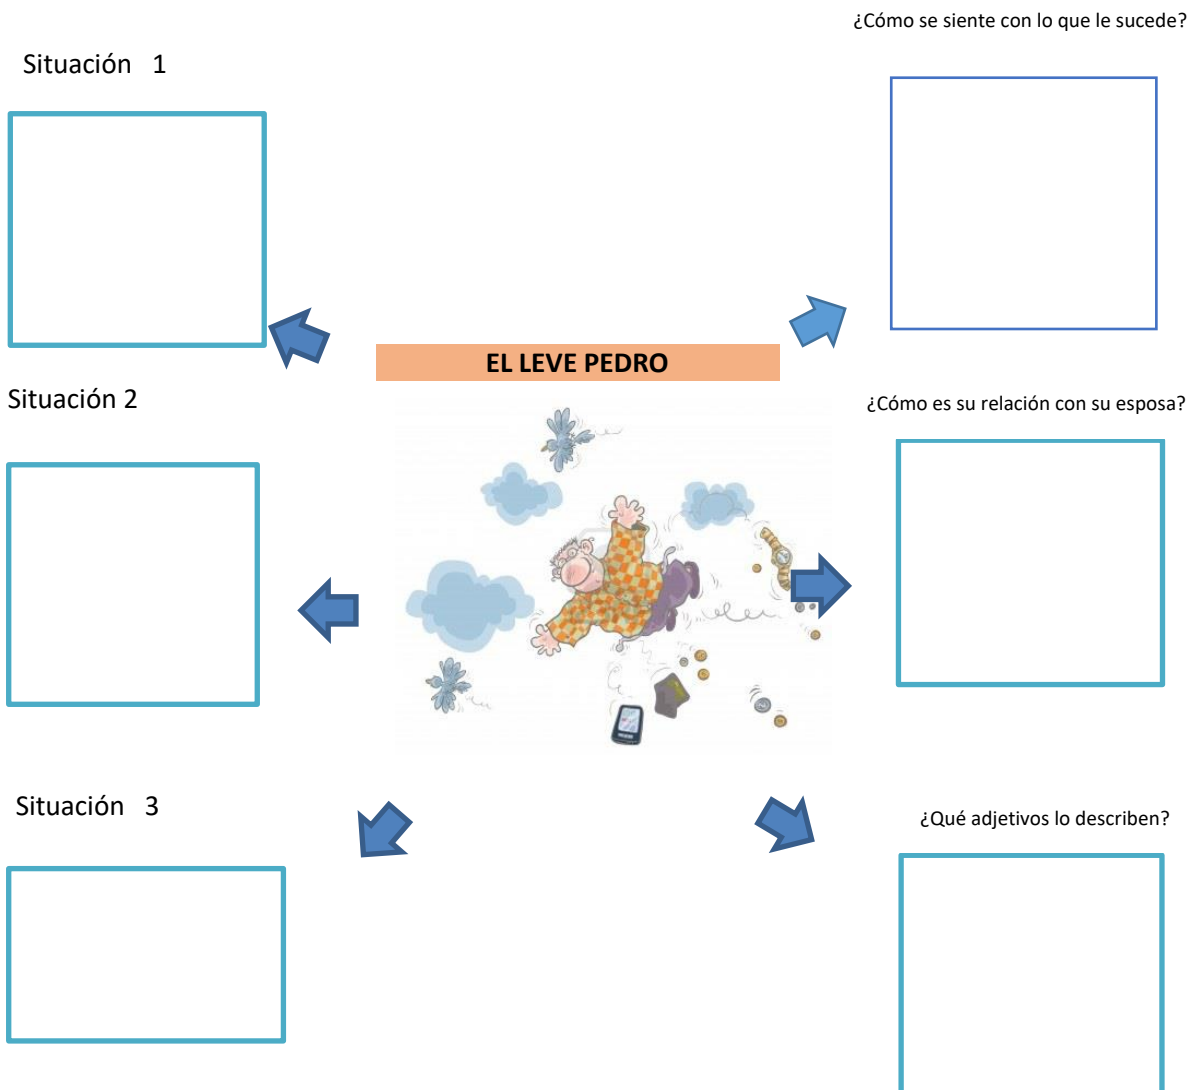 ¿Cómo se siente con lo que le sucede?
Situación 1
EL LEVE PEDRO
Situación 2
¿Cómo es su relación con su esposa?
Situación 3
¿Qué adjetivos lo describen?